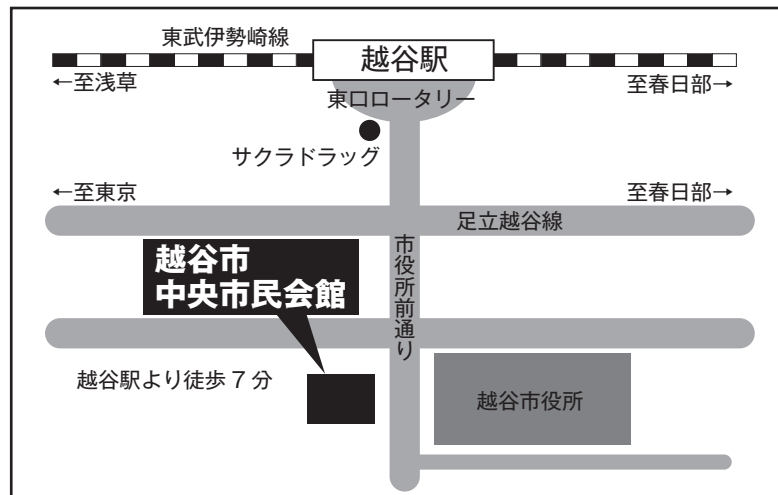 東武伊勢崎線
越谷駅
←至浅草
至春日部→
東口ロータリー
サクラドラッグ
←至東京
至春日部→
足立越谷線
越谷市
中央市民会館
市役所前通り
越谷駅より徒歩 7 分
越谷市役所